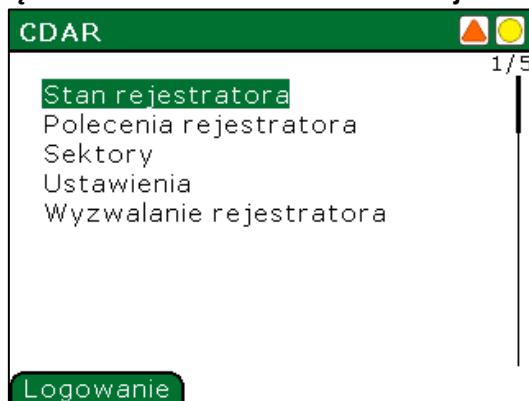 CDAR
1/5
Stan rejestratora
Polecenia rejestratora
Sektory
Ustawienia
Wyzwalanie rejestratora
Logowanie